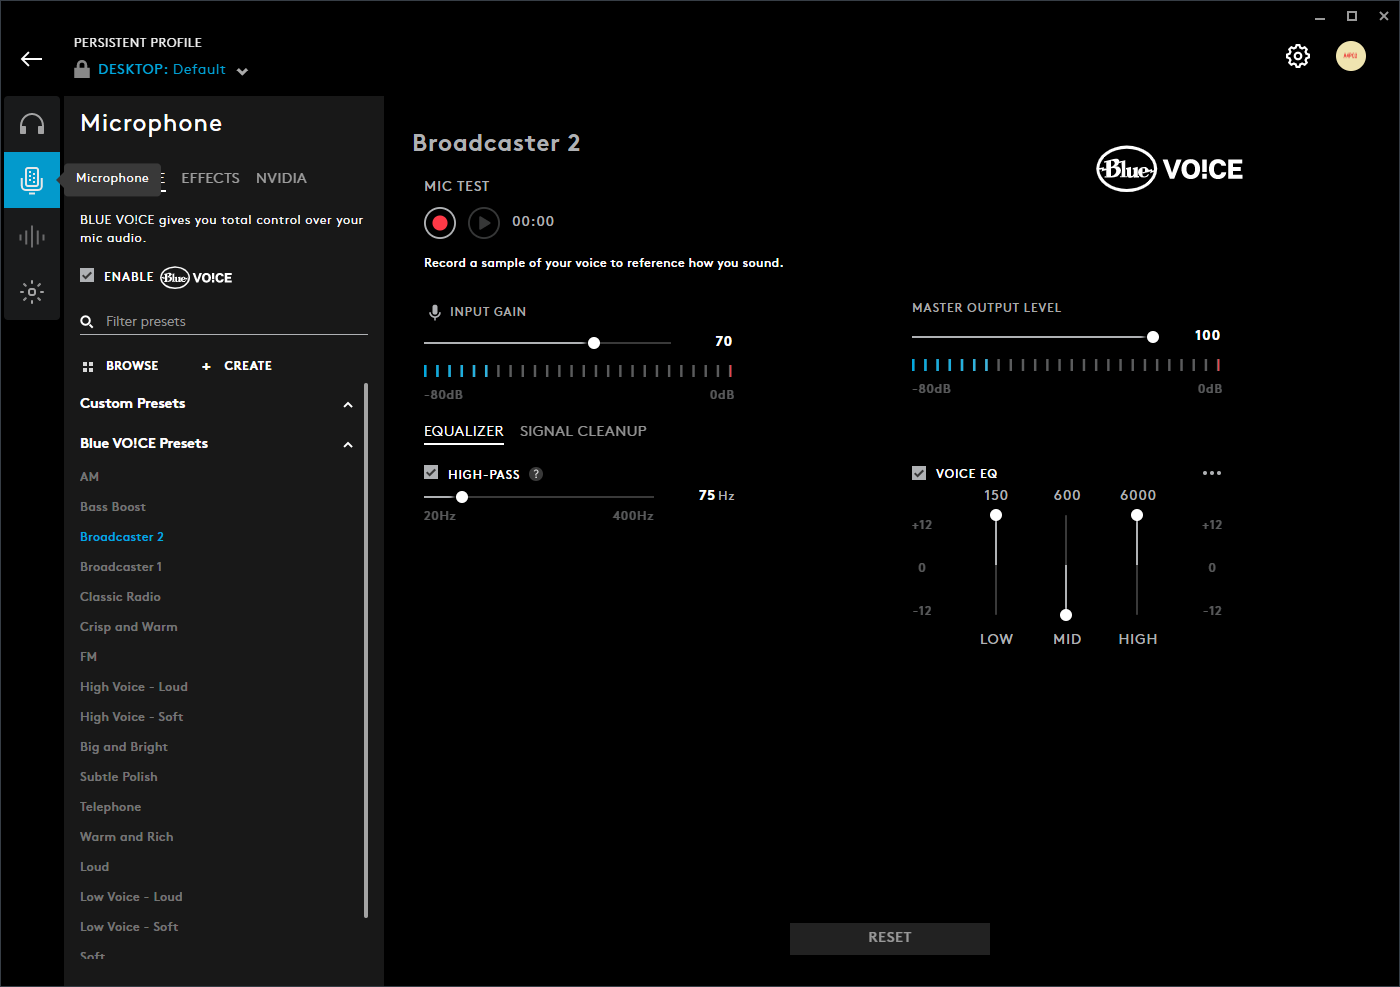 PERSISTENT PROFILE
DESKTOP: Default
Microphone
Microphone
E EFFECTS NVIDIA
BLUE VO!CE gives you total control over your
mic audio.
ENABLE Blue VO!CE
Filter presets
BROWSE + CREATE
Custom Presets
Blue VO!CE Presets
AM
Bass Boost
Broadcaster 2
Broadcaster 1
Classic Radio
Crisp and Warm
FM
High Voice - Loud
High Voice - Soft
Big and Bright
Subtle Polish
Telephone
Warm and Rich
Loud
Low Voice - Loud
Low Voice - Soft
Soft
Broadcaster 2
Blue VO!CE
MIC TEST
00:00
Record a sample of your voice to reference how you sound.
INPUT GAIN
70
-80dB 0dB
MASTER OUTPUT LEVEL
100
-80dB 0dB
EQUALIZER SIGNAL CLEANUP
HIGH-PASS ?
75 Hz
20Hz 400Hz
VOICE EQ
150 600 6000
+12 +12
0 0
-12 -12
LOW MID HIGH
RESET